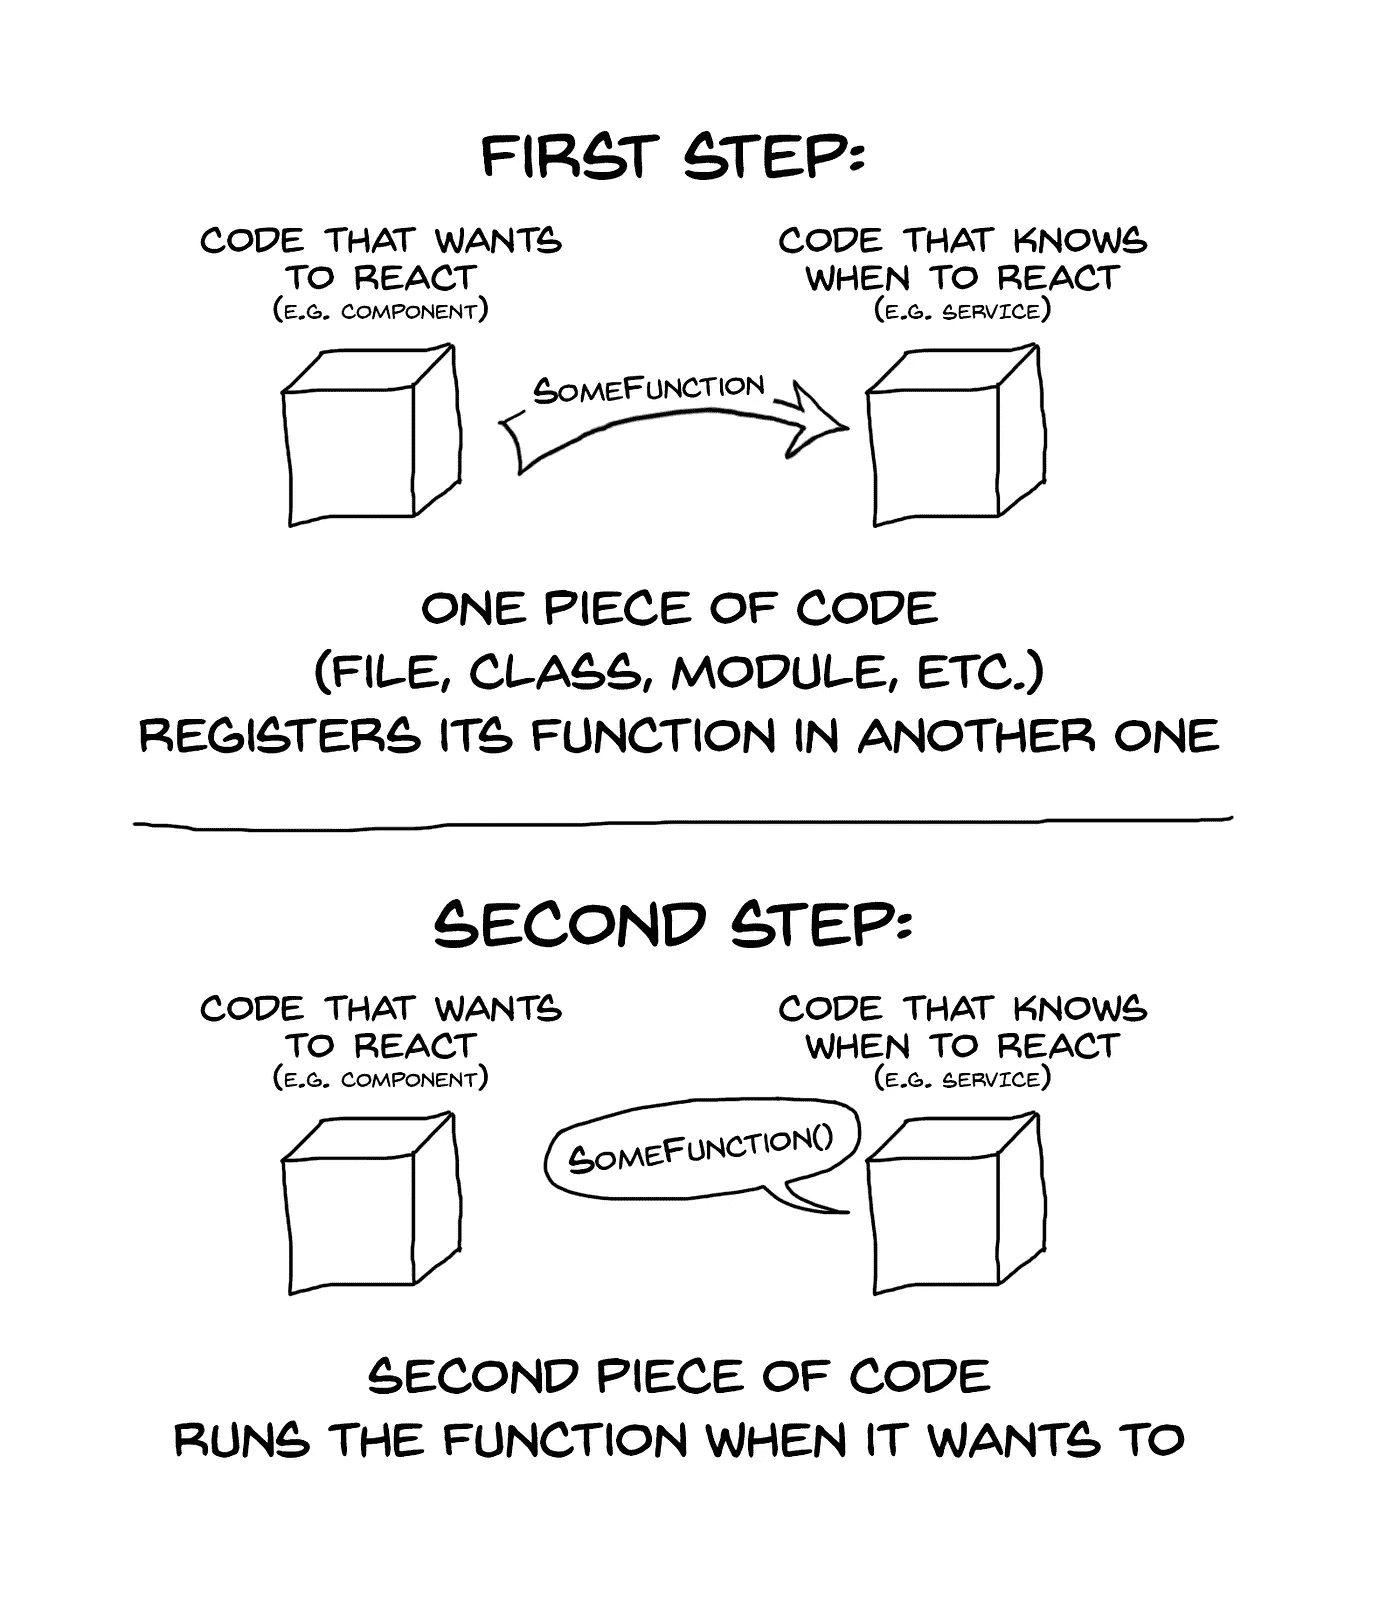 FIRST STEP:
CODE THAT WANTS
TO REACT
(E.G. COMPONENT)
CODE THAT KNOWS
WHEN TO REACT
(E.G. SERVICE)
SOMEFUNCTION
ONE PIECE OF CODE
(FILE, CLASS, MODULE, ETC.)
REGISTERS ITS FUNCTION IN ANOTHER ONE
SECOND STEP:
CODE THAT WANTS
TO REACT
(E.G. COMPONENT)
CODE THAT KNOWS
WHEN TO REACT
(E.G. SERVICE)
SOMEFUNCTION()
SECOND PIECE OF CODE
RUNS THE FUNCTION WHEN IT WANTS TO